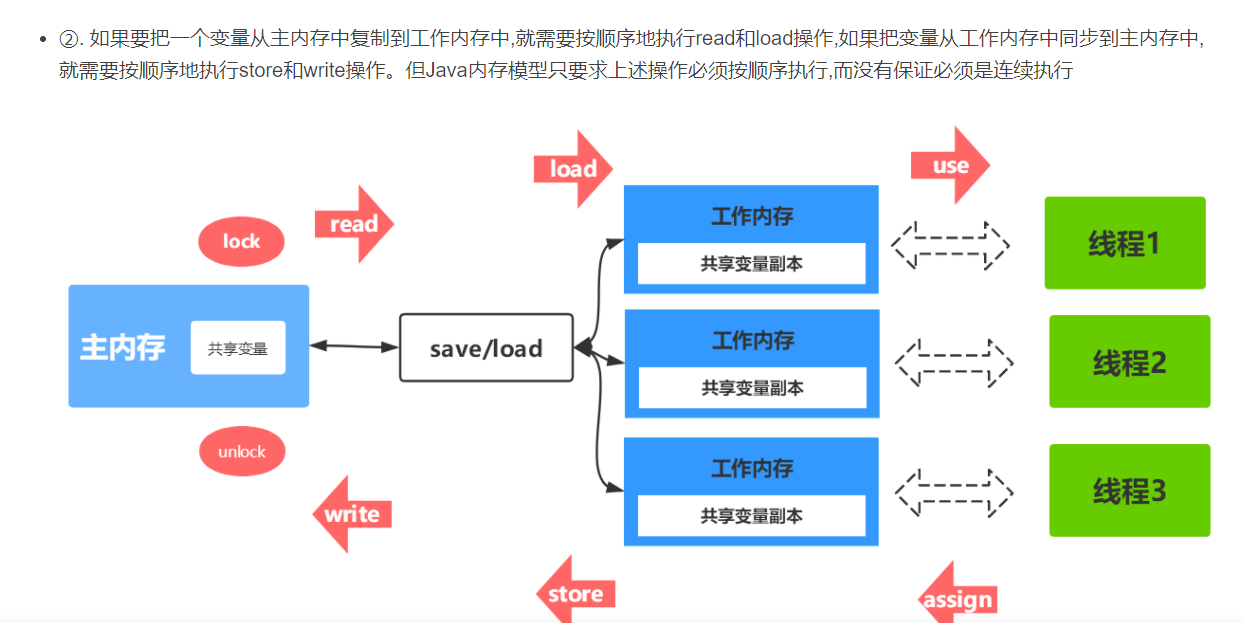 ②. 如果要把一个变量从主内存中复制到工作内存中,就需要按顺序地执行read和load操作,如果把变量从工作内存中同步到主内存中,
就需要按顺序地执行store和write操作。但Java内存模型只要求上述操作必须按顺序执行,而没有保证必须是连续执行
load
use
read
lock
工作内存
共享变量副本
线程1
主内存
共享变量
save/load
工作内存
共享变量副本
线程2
unlock
工作内存
共享变量副本
线程3
write
store
assign